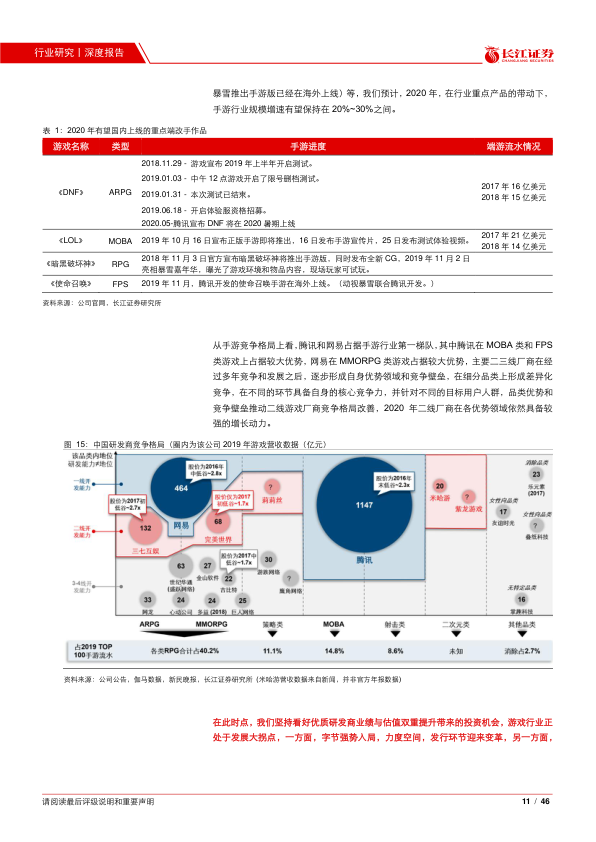 行业研究丨深度报告
长江证券
CHANGJIANG SECURITIES
暴雪推出手游版已经在海外上线）等，我们预计，2020 年，在行业重点产品的带动下，
手游行业规模增速有望保持在 20%~30%之间。
表 1：2020 年有望国内上线的重点端改手作品
游戏名称 类型 手游进度 端游流水情况
《DNF》 ARPG
2018.11.29 - 游戏宣布 2019 年上半年开启测试。
2019.01.03 - 中午 12 点游戏开启了限号删档测试。
2019.01.31 - 本次测试已结束。
2019.06.18 - 开启体验服资格招募。
2020.05-腾讯宣布 DNF 将在 2020 暑期上线
2017 年 16 亿美元
2018 年 15 亿美元
《LOL》 MOBA 2019 年 10 月 16 日宣布正版手游即将推出，16 日发布手游宣传片，25 日发布测试体验视频。
2017 年 21 亿美元
2018 年 14 亿美元
《暗黑破坏神》 RPG
2018 年 11 月 3 日官方宣布暗黑破坏神将推出手游版，同时发布全新 CG，2019 年 11 月 2 日
亮相暴雪嘉年华，曝光了游戏环境和物品内容，现场玩家可试玩。
《使命召唤》 FPS 2019 年 11 月，腾讯开发的使命召唤手游在海外上线。（动视暴雪联合腾讯开发。）
资料来源：公司官网，长江证券研究所
从手游竞争格局上看，腾讯和网易占据手游行业第一梯队，其中腾讯在 MOBA 类和 FPS
类游戏上占据较大优势，网易在 MMORPG 类游戏占据较大优势，主要二三线厂商在经
过多年竞争和发展之后，逐步形成自身优势领域和竞争壁垒，在细分品类上形成差异化
竞争，在不同的环节具备自身的核心竞争力，并针对不同的目标用户人群，品类优势和
竞争壁垒推动二线游戏厂商竞争格局改善，2020 年二线厂商在各优势领域依然具备较
强的增长动力。
图 15：中国研发商竞争格局（圈内为该公司 2019 年游戏营收数据（亿元）
该品类内地位
研发能力≠地位
一线开
发能力
二线开
发能力
3-4线开
发能力
股价为2016年
中低谷~2.8x
464
网易
股价为2017初
低谷~2.7x
132
三七互娱
股价仅为2017
初低谷~1.7x
68
完美世界
?
莉莉丝
股价为2016年
末低谷~2.3x
1147
腾讯
20
米哈游
?
紫龙游戏
消除品类
23
乐元素
(2017)
女性向品类
17
友谊时光
女性向品类
?
叠纸科技
无特定品类
16
掌趣科技
63
世纪华通
(盛跃网络)
27
金山软件
股价为2017中
低谷~1.7x
22
吉比特
30
游族网络
?
鹰角网络
33
网龙
24
心动公司
24
多益 (2018)
25
巨人网络
ARPG MMORPG 策略类 MOBA 射击类 二次元类 其他品类
占2019 TOP
100手游流水
各类RPG合计占40.2% 11.1% 14.8% 8.6% 未知 消除占2.7%
资料来源：公司公告，伽马数据，新民晚报，长江证券研究所（米哈游营收数据来自新闻，并非官方年报数据）
在此时点，我们坚持看好优质研发商业绩与估值双重提升带来的投资机会，游戏行业正
处于发展大拐点，一方面，字节强势入局，力度空间，发行环节迎来变革，另一方面，
请阅读最后评级说明和重要声明
11 / 46